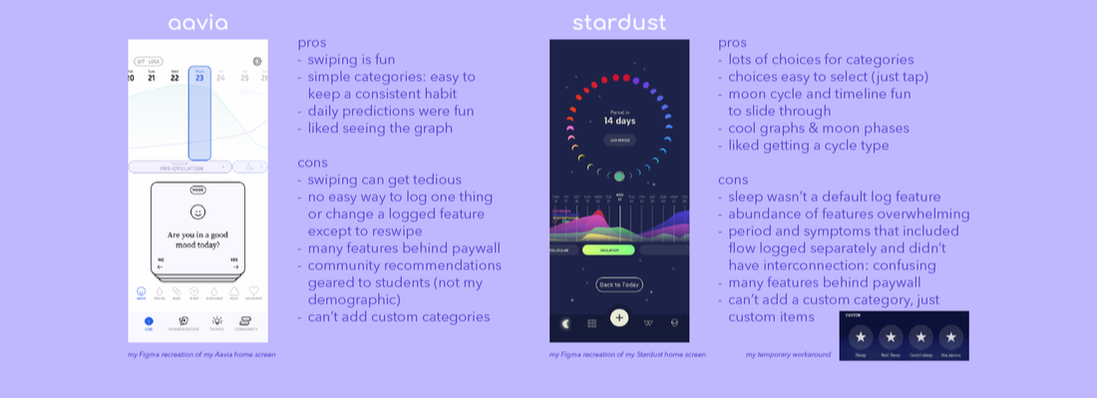 aavia
stardust
20 21 22 23 24 25 26
PRE-OVULATION
MOOD
Are you in a good
mood today?
NO YES
LOG
COMMUNITY
my Figma recreation of my Aavia home screen
pros
- swiping is fun
- simple categories: easy to
keep a consistent habit
- daily predictions were fun
- liked seeing the graph
cons
- swiping can get tedious
- no easy way to log one thing
or change a logged feature
except to reswipe
- many features behind paywall
- community recommendations
geared to students (not my
demographic)
- can't add custom categories
Period in
14 days
OVULATION
Back to Today
my Figma recreation of my Stardust home screen
pros
- lots of choices for categories
- choices easy to select (just tap)
- moon cycle and timeline fun
to slide through
- cool graphs & moon phases
- liked getting a cycle type
cons
- sleep wasn't a default log feature
- abundance of features overwhelming
- period and symptoms that included
flow logged separately and didn't
have interconnection: confusing
- many features behind paywall
- can't add a custom category, just
custom items
my temporary workaround
CUSTOM